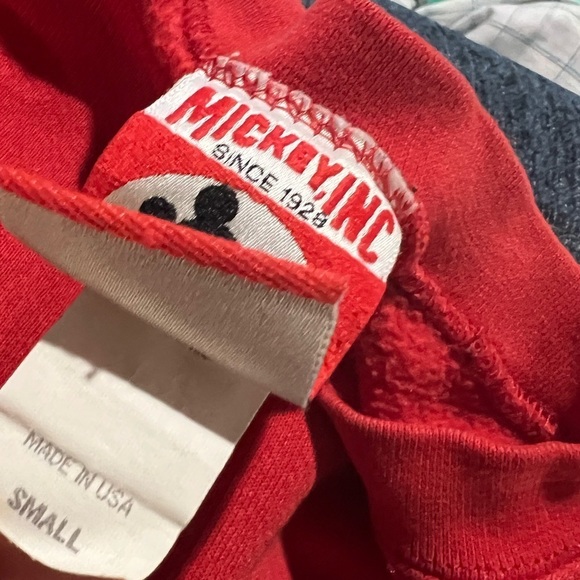 MICKEY, INC
SINCE 1928
MADE IN USA
SMALL